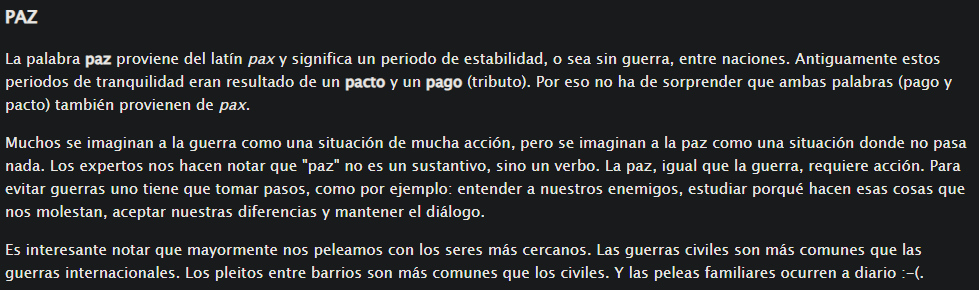 PAZ
La palabra paz proviene del latín pax y significa un periodo de estabilidad, o sea sin guerra, entre naciones. Antiguamente estos
periodos de tranquilidad eran resultado de un pacto y un pago (tributo). Por eso no ha de sorprender que ambas palabras (pago y
pacto) también provienen de pax.
Muchos se imaginan a la guerra como una situación de mucha acción, pero se imaginan a la paz como una situación donde no pasa
nada. Los expertos nos hacen notar que "paz" no es un sustantivo, sino un verbo. La paz, igual que la guerra, requiere acción. Para
evitar guerras uno tiene que tomar pasos, como por ejemplo: entender a nuestros enemigos, estudiar porqué hacen esas cosas que
nos molestan, aceptar nuestras diferencias y mantener el diálogo.
Es interesante notar que mayormente nos peleamos con los seres más cercanos. Las guerras civiles son más comunes que las
guerras internacionales. Los pleitos entre barrios son más comunes que los civiles. Y las peleas familiares ocurren a diario :-(.